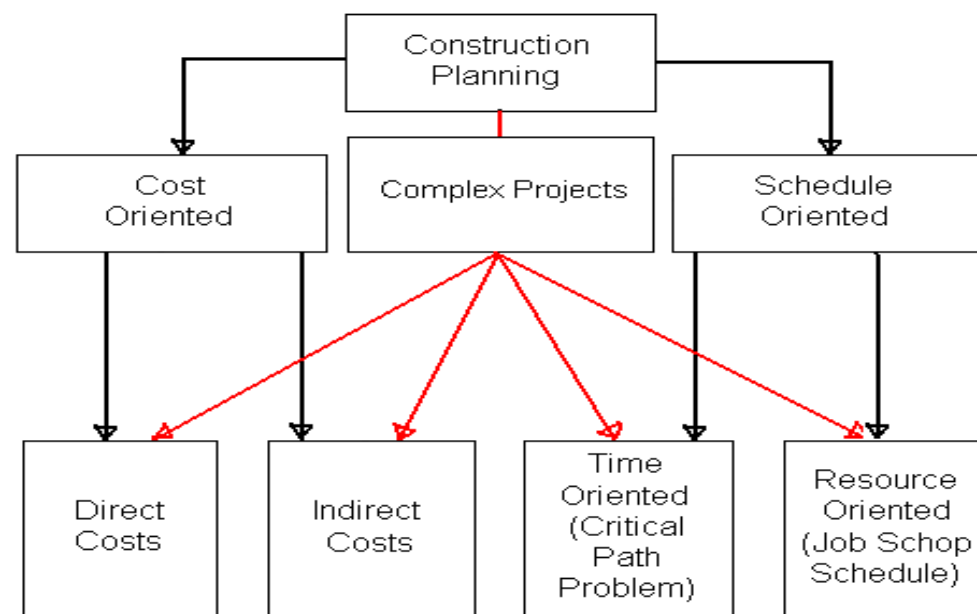 Construction
Planning
Cost
Oriented
Complex Projects
Schedule
Oriented
Direct
Costs
Indirect
Costs
Time
Oriented
(Critical
Path
Problem)
Resource
Oriented
(Job Schop
Schedule)